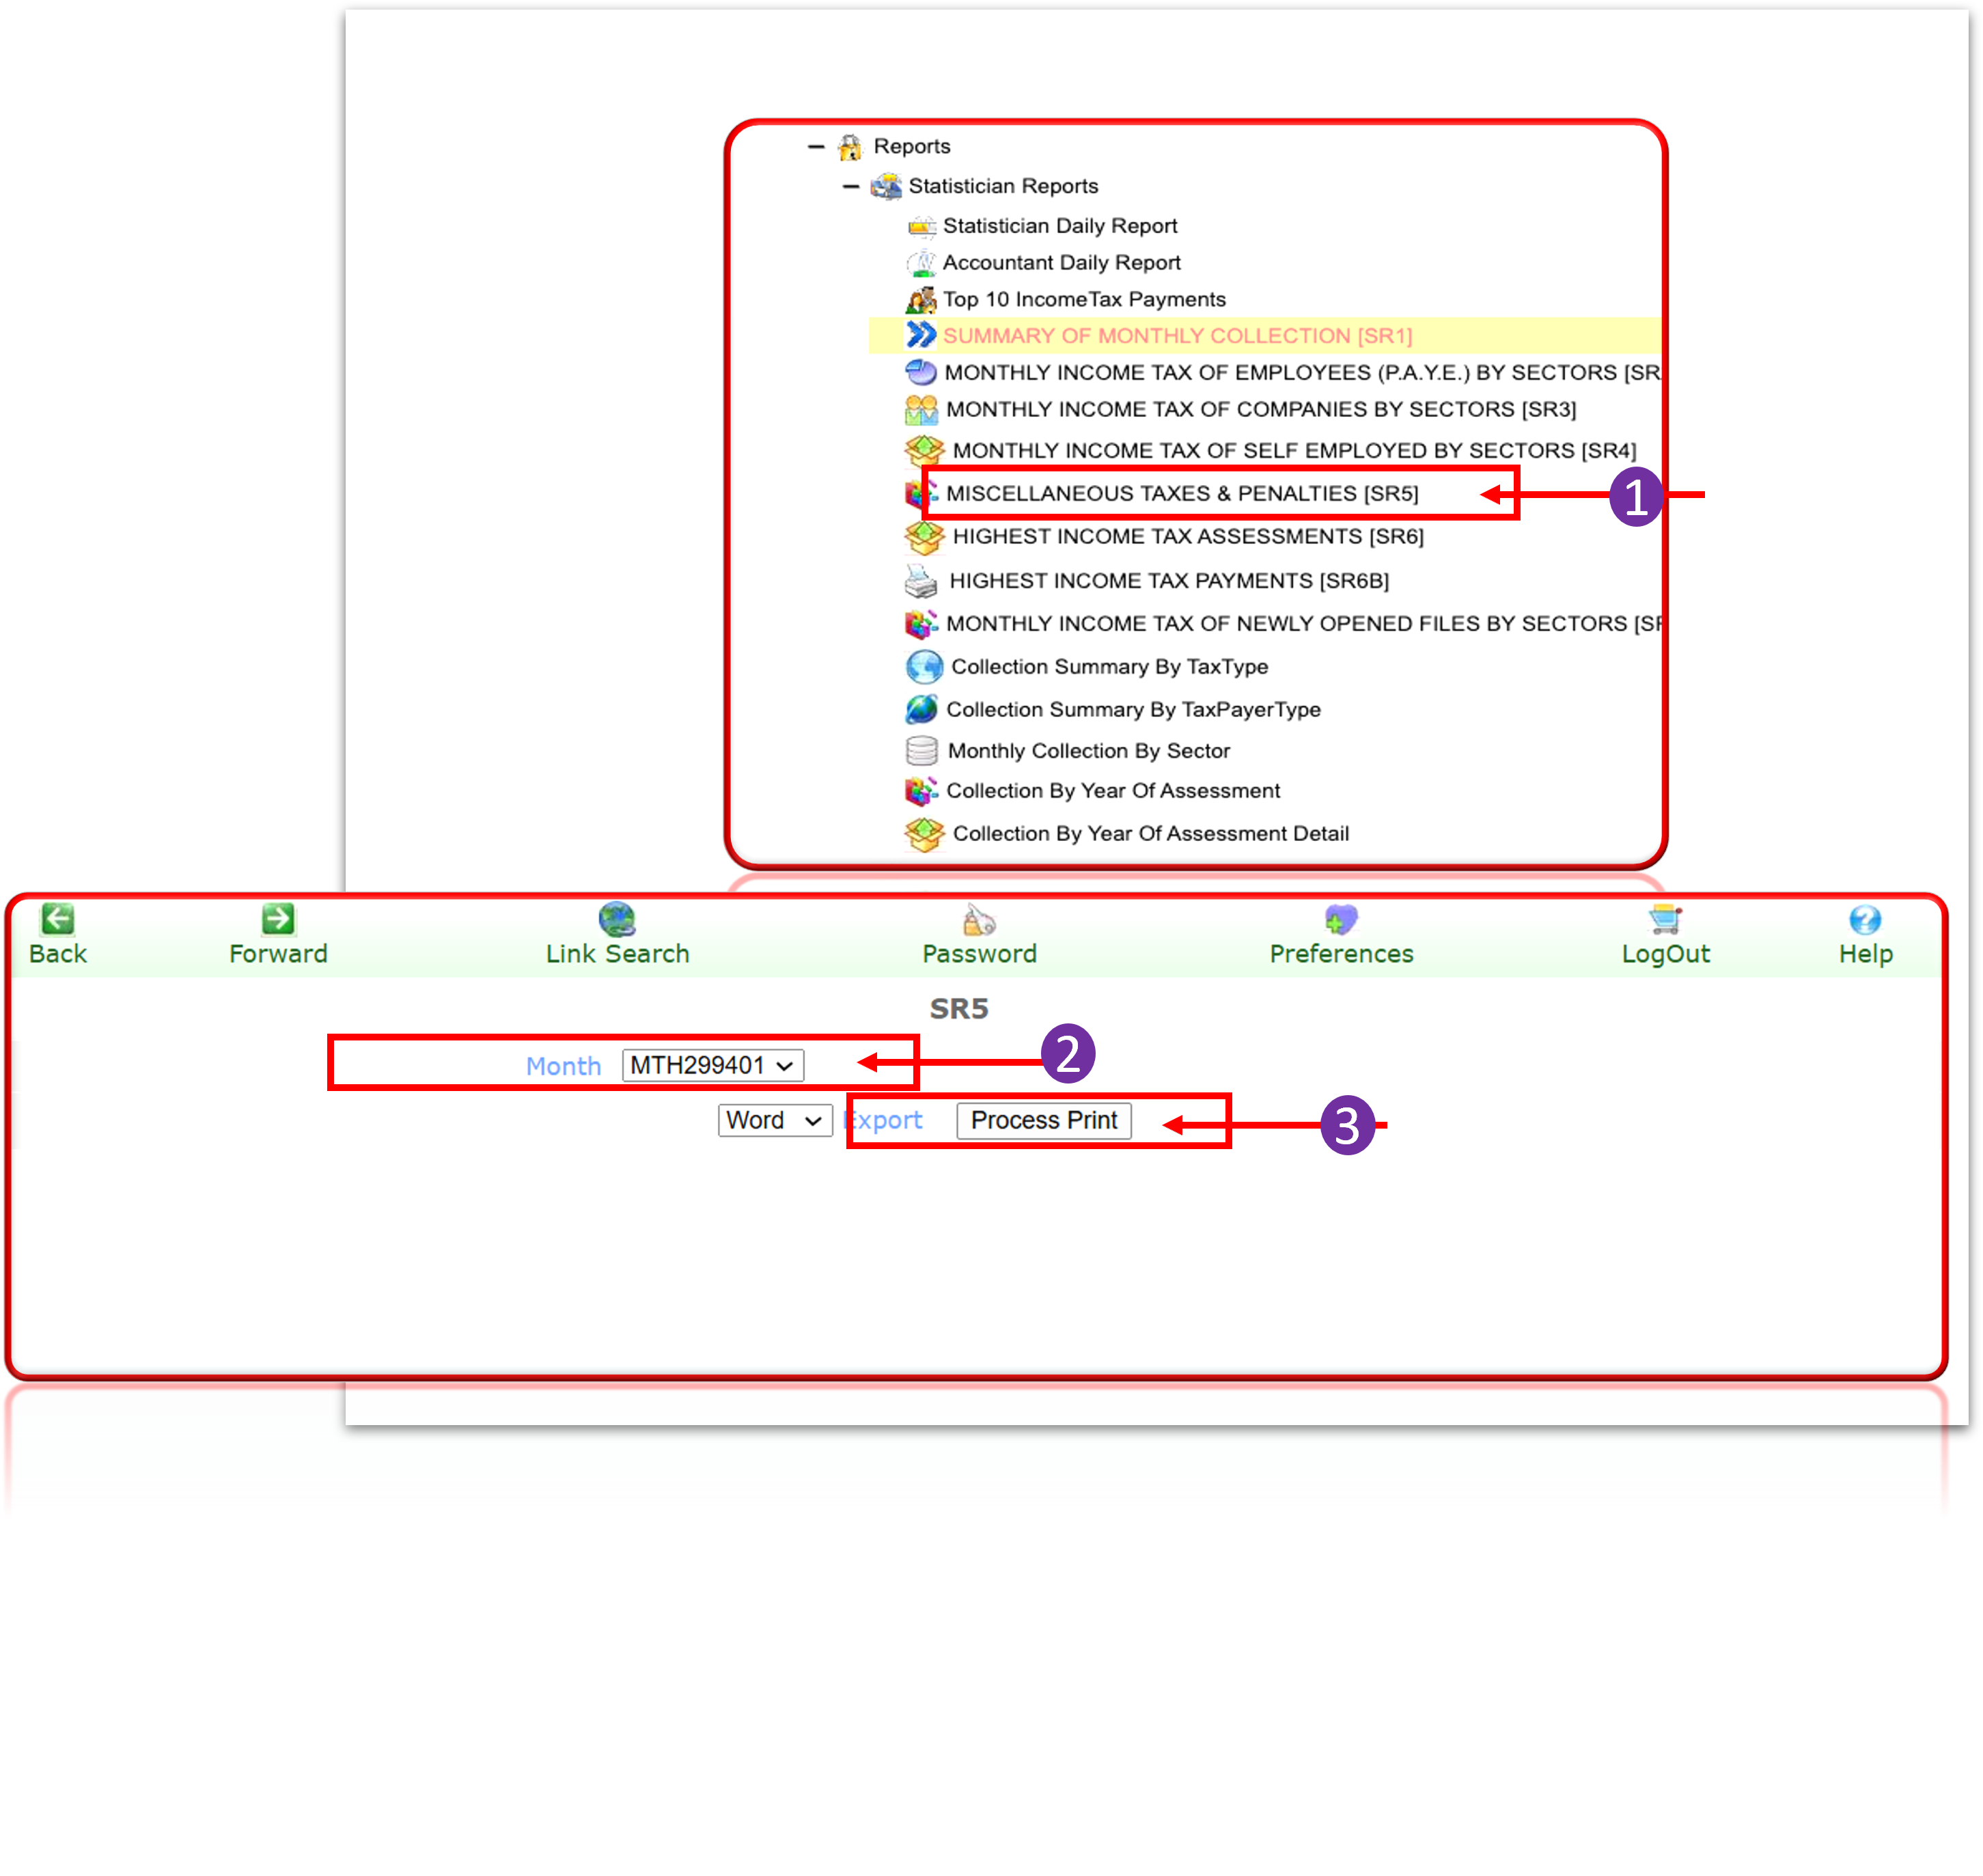 Reports
Statistician Reports
Statistician Daily Report
Accountant Daily Report
Top 10 IncomeTax Payments
SUMMARY OF MONTHLY COLLECTION [SR1]
MONTHLY INCOME TAX OF EMPLOYEES (P.A.Y.E.) BY SECTORS [SR
MONTHLY INCOME TAX OF COMPANIES BY SECTORS [SR3]
MONTHLY INCOME TAX OF SELF EMPLOYED BY SECTORS [SR4]
MISCELLANEOUS TAXES & PENALTIES [SR5] 1
HIGHEST INCOME TAX ASSESSMENTS [SR6]
HIGHEST INCOME TAX PAYMENTS [SR6B]
MONTHLY INCOME TAX OF NEWLY OPENED FILES BY SECTORS [SR
Collection Summary By TaxType
Collection Summary By TaxPayerType
Monthly Collection By Sector
Collection By Year Of Assessment
Collection By Year Of Assessment Detail
Back Forward Link Search Password Preferences LogOut Help
SR5
Month MTH299401 2
Word Export Process Print 3